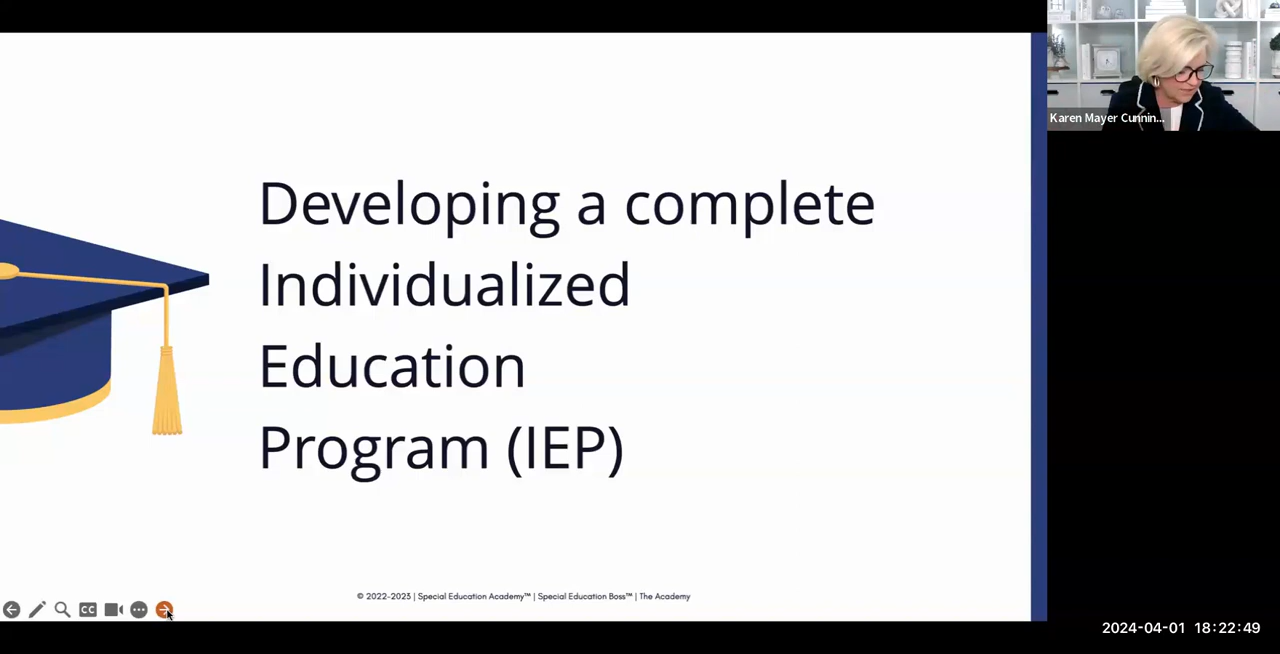 Developing a complete
Individualized
Education
Program (IEP)
© 2022-2023 | Special Education Academy™ | Special Education Boss™ | The Academy
CC
Karen Mayer Cunnin...
2024-04-01 18:22:49